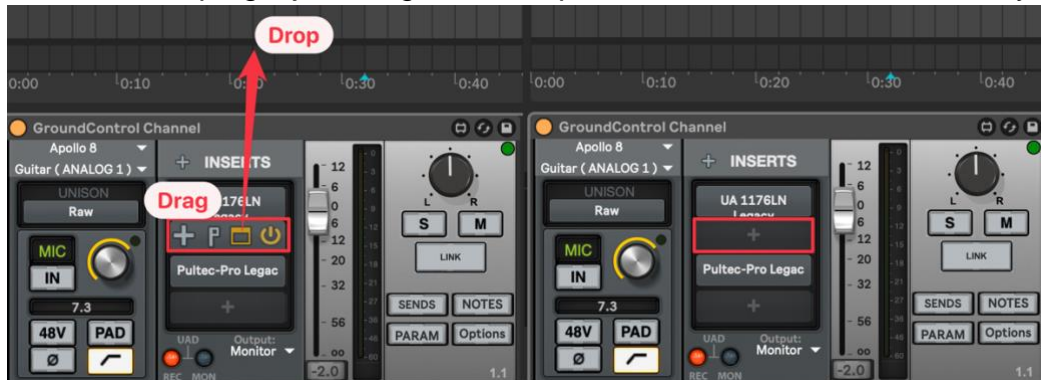 Drop
0:00 0:10 0:30 0:40
GroundControl Channel
Apollo 8
Guitar ( ANALOG 1 )
UNISON
Raw
MIC
IN
7.3
48V PAD
Ø
+ INSERTS
Drag
1176LN
+ P
Pultec-Pro Legac
+
UAD Output:
Monitor
REC MON
12
6
0
6
12
20
32
56
oo
-2.0
L R
S M
LINK
SENDS NOTES
PARAM Options
1.1
0:00 0:10 0:20 0:30 0:40
GroundControl Channel
Apollo 8
Guitar ( ANALOG 1 )
UNISON
Raw
MIC
IN
7.3
48V PAD
Ø
+ INSERTS
UA 1176LN
Legacy
+
Pultec-Pro Legac
+
UAD Output:
Monitor
REC MON
12
6
0
6
12
20
32
56
oo
-2.0
L R
S M
LINK
SENDS NOTES
PARAM Options
1.1